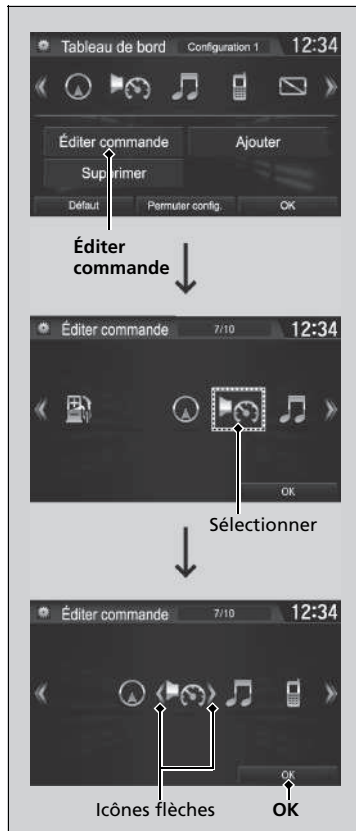 Tableau de bord Configuration 1 12:34
Éditer commande Ajouter
Supprimer
Défaut Permuter config. OK
Éditer
commande
Éditer commande 7/10 12:34
OK
Sélectionner
Éditer commande 7/10 12:34
OK
Icônes flèches OK